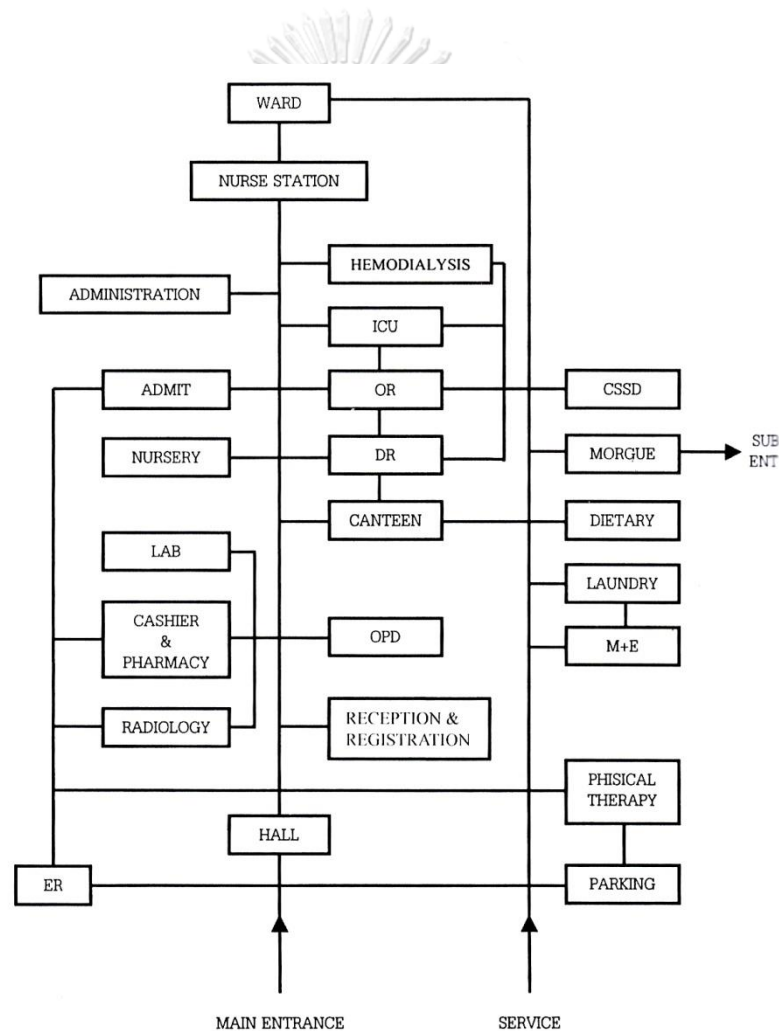 WARD
NURSE STATION
HEMODIALYSIS
ADMINISTRATION
ICU
ADMIT
OR
CSSD
NURSERY
DR
MORGUE
SUB
ENT
CANTEEN
DIETARY
LAB
LAUNDRY
CASHIER
&
PHARMACY
OPD
M+E
RADIOLOGY
RECEPTION &
REGISTRATION
PHISICAL
THERAPY
HALL
ER
PARKING
MAIN ENTRANCE
SERVICE